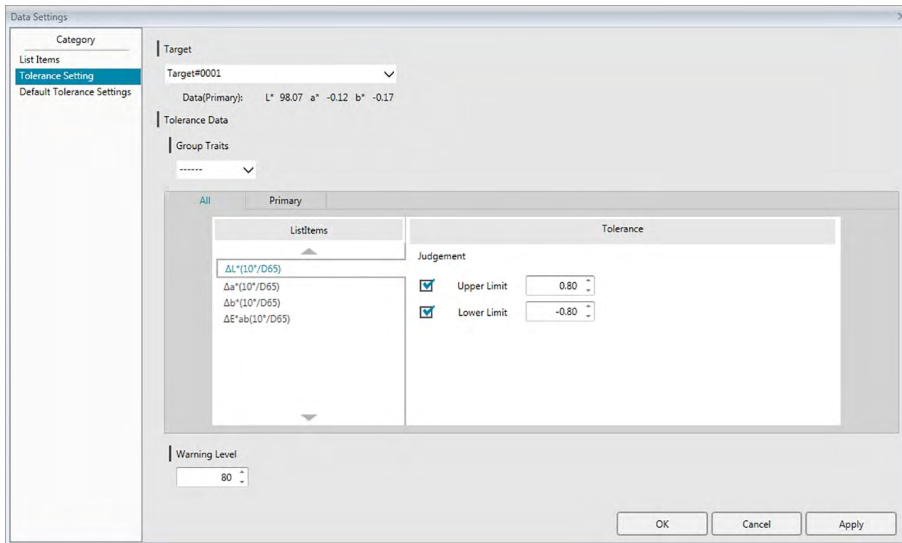 Data Settings
Category
List Items
Tolerance Setting
Default Tolerance Settings
Target
Target#0001
Data(Primary): L* 98.07 a* -0.12 b* -0.17
Tolerance Data
Group Traits
------
All Primary
ListItems Tolerance
ΔL*(10°/D65)
Δa*(10°/D65)
Δb*(10°/D65)
ΔE*ab(10°/D65)
Judgement
Upper Limit 0.80
Lower Limit -0.80
Warning Level
80
OK Cancel Apply